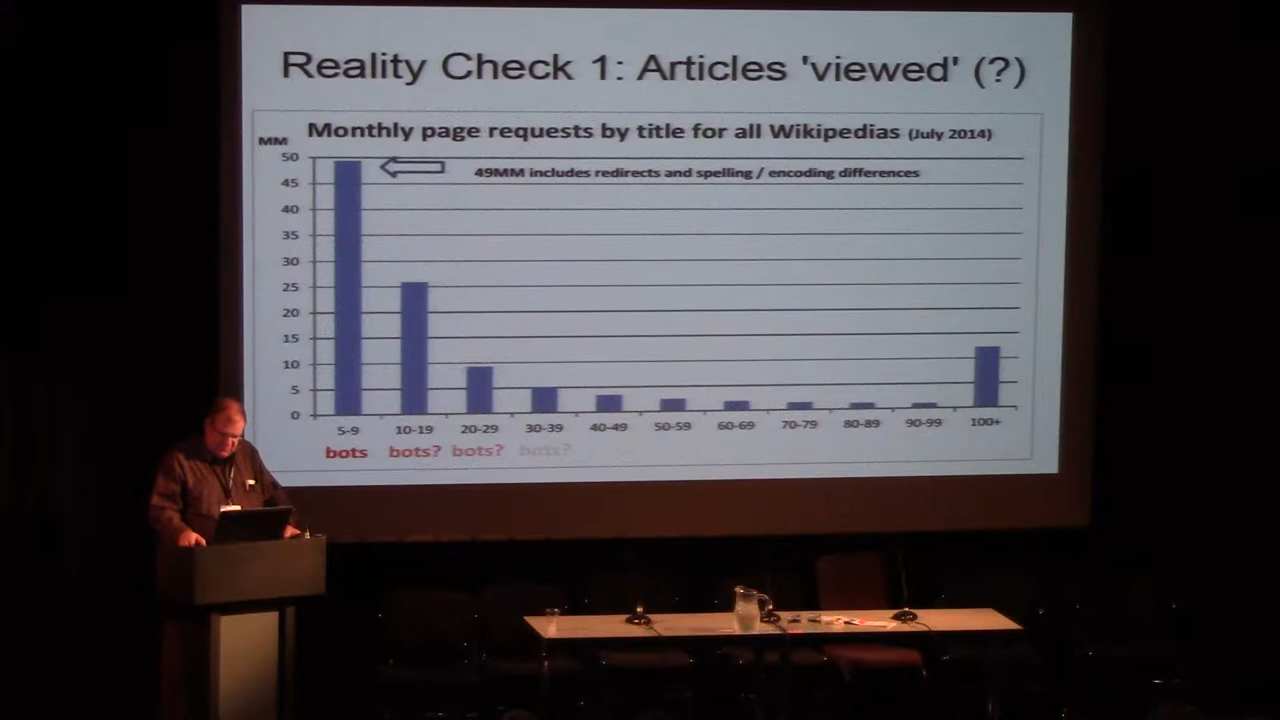 Reality Check 1: Articles 'viewed' (?)
Monthly page requests by title for all Wikipedias (July 2014)
MM
50
49MM includes redirects and spelling / encoding differences
45
40
35
30
25
20
15
10
5
0
5-9 10-19 20-29 30-39 40-49 50-59 60-69 70-79 80-89 90-99 100+
bots bots? bots? bots?